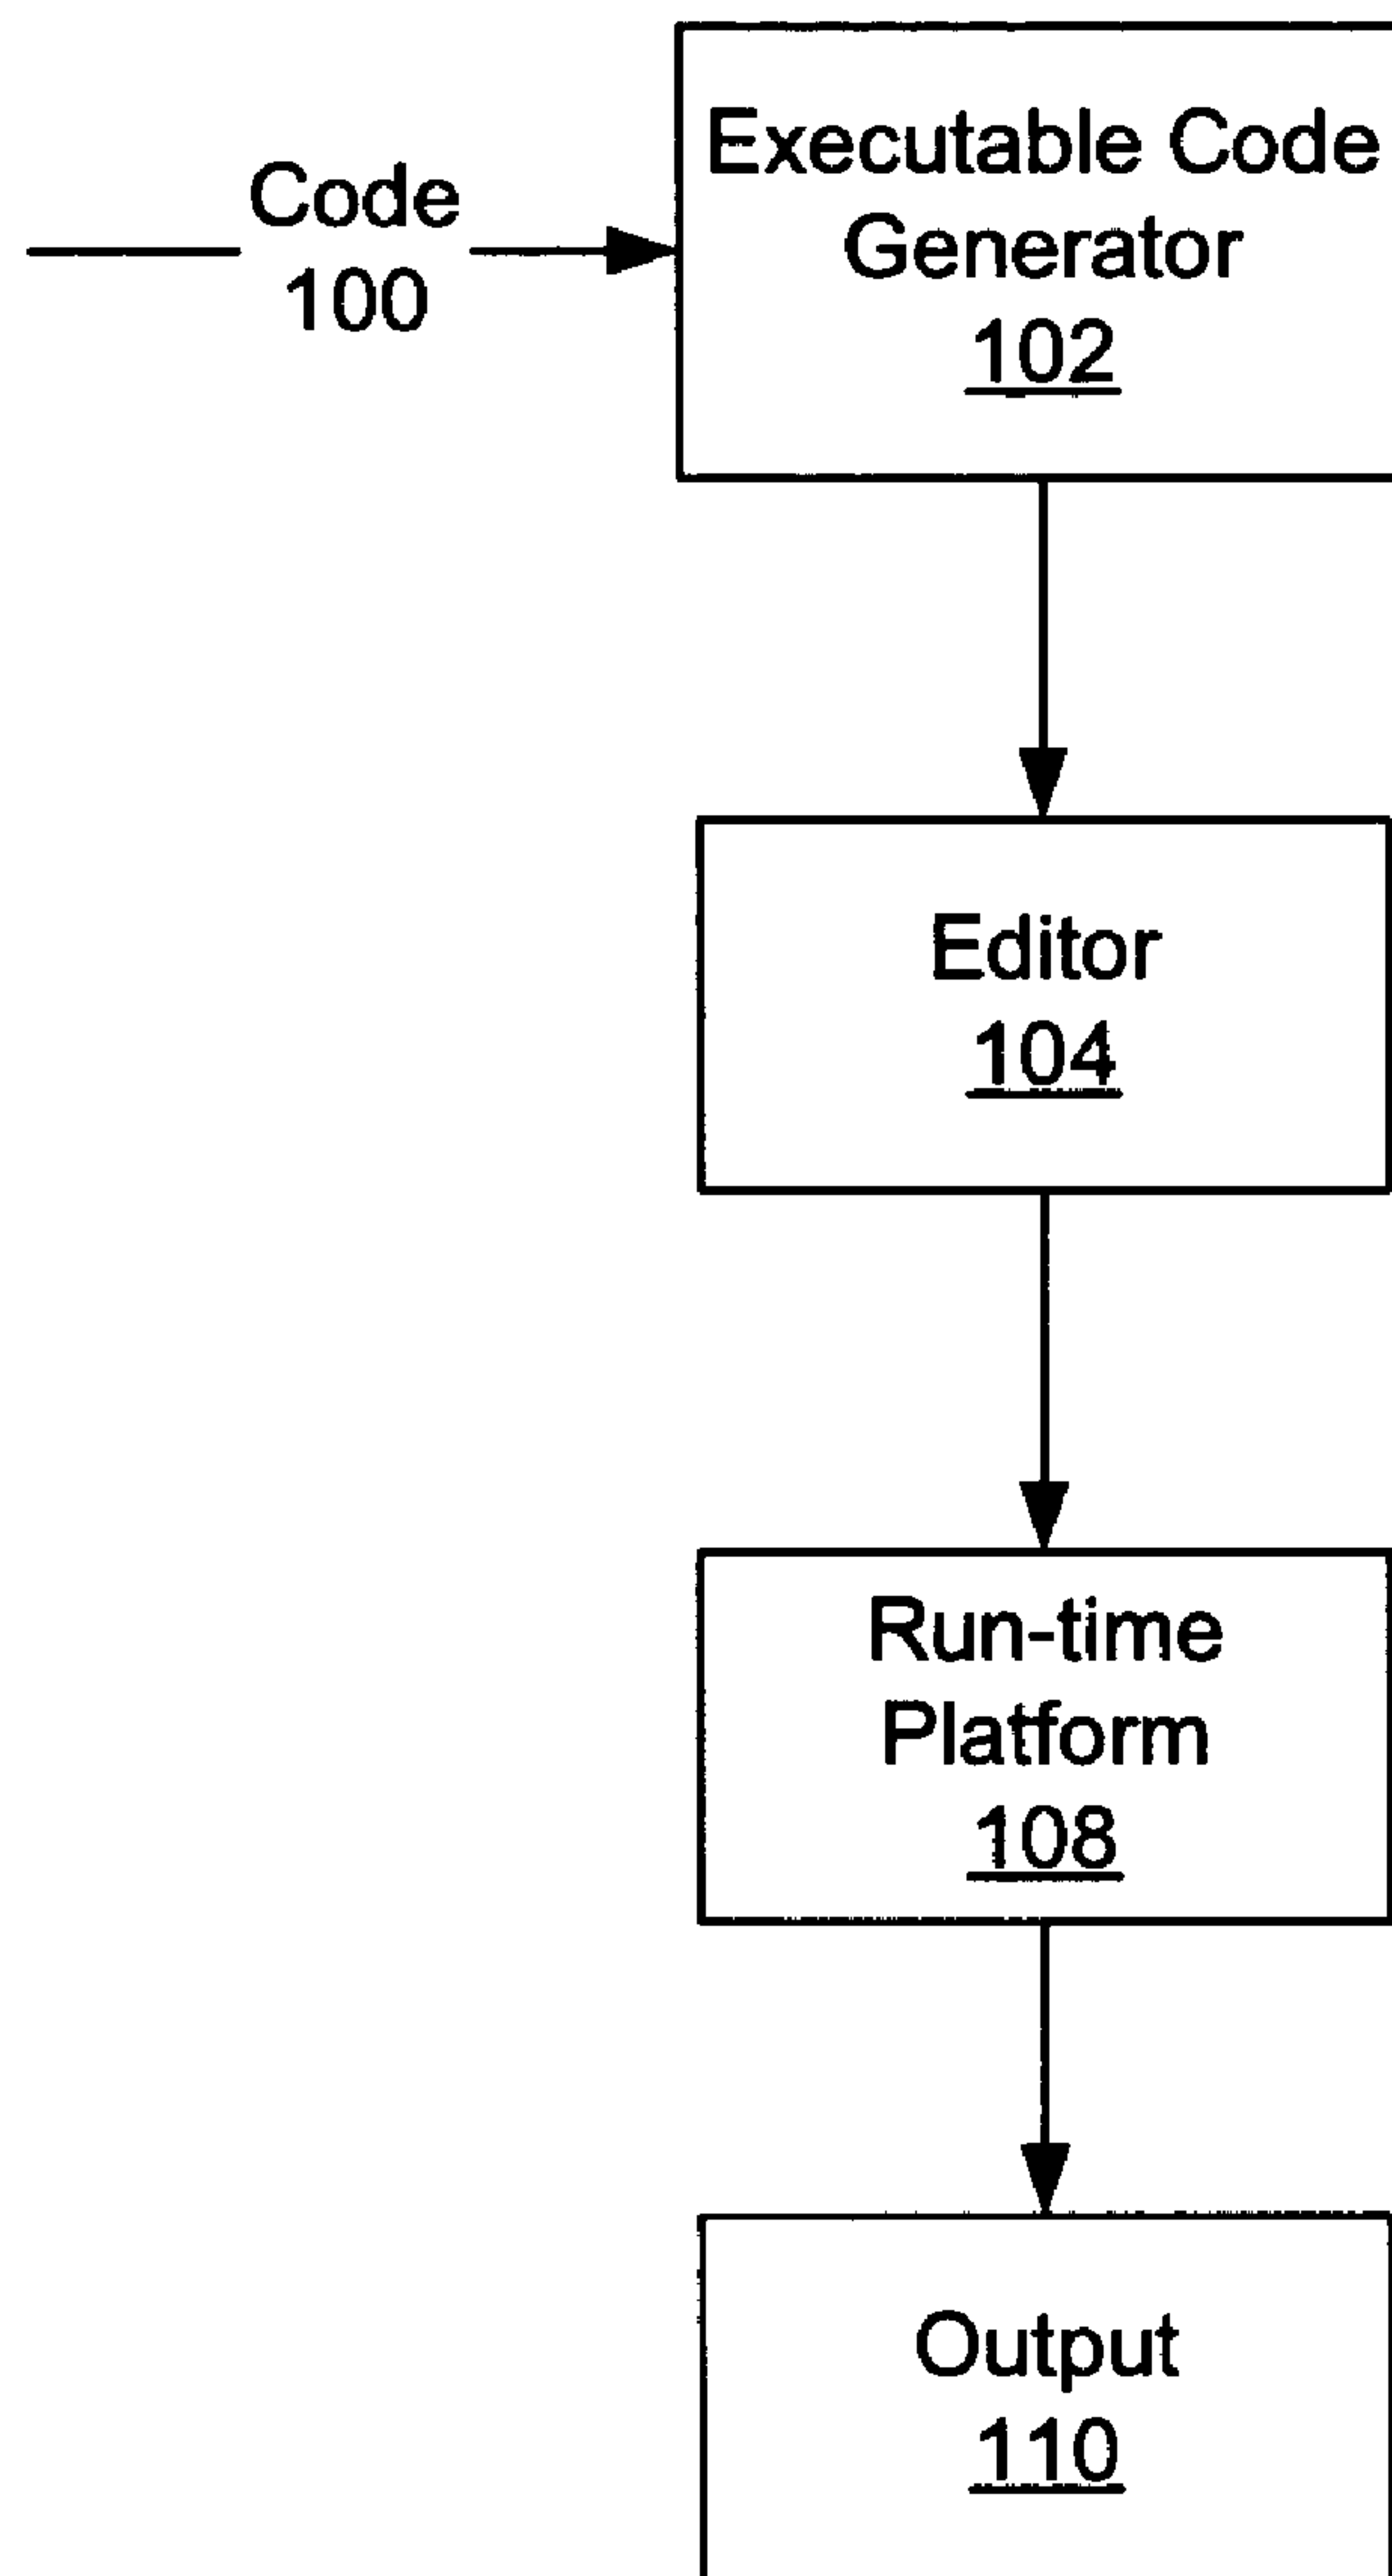 Code
100
Executable Code
Generator
102
Editor
104
Run-time
Platform
108
Output
110